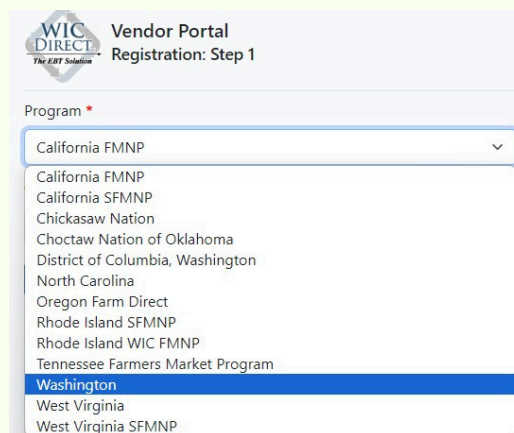 WIC
DIRECT
The EBT Solution
Vendor Portal
Registration: Step 1
Program *
California FMNP
California FMNP
California SFMNP
Chickasaw Nation
Choctaw Nation of Oklahoma
District of Columbia, Washington
North Carolina
Oregon Farm Direct
Rhode Island SFMNP
Rhode Island WIC FMNP
Tennessee Farmers Market Program
Washington
West Virginia
West Virginia SFMNP